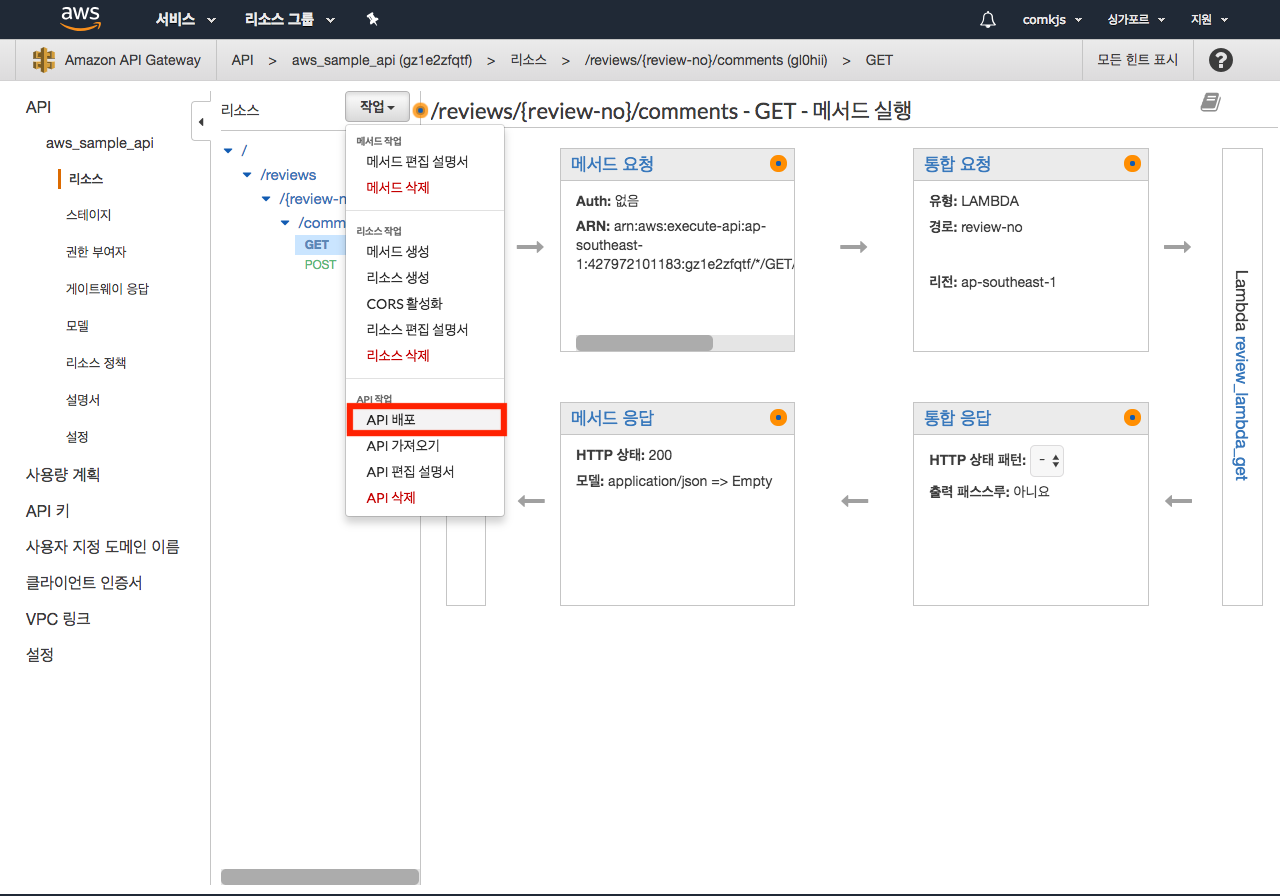 aws
서비스
리소스 그룹
comkjs
싱가포르
지원
Amazon API Gateway
API > aws_sample_api (gz1e2zfqtf) > 리소스 > /reviews/{review-no}/comments (gl0hii) > GET
모든 힌트 표시
?
API
aws_sample_api
리소스
스테이지
권한 부여자
게이트웨이 응답
모델
리소스 정책
설명서
설정
사용량 계획
API 키
사용자 지정 도메인 이름
클라이언트 인증서
VPC 링크
설정
리소스
작업
/
/reviews
/{review-n
/comm
GET
POST
메서드 작업
메서드 편집 설명서
메서드 삭제
리소스 작업
메서드 생성
리소스 생성
CORS 활성화
리소스 편집 설명서
리소스 삭제
API 작업
API 배포
API 가져오기
API 편집 설명서
API 삭제
/reviews/{review-no}/comments - GET - 메서드 실행
메서드 요청
Auth: 없음
ARN: arn:aws:execute-api:ap-
southeast-
1:427972101183:gz1e2zfqtf/*/GET/
통합 요청
유형: LAMBDA
경로: review-no
리전: ap-southeast-1
Lambda review_lambda_get
메서드 응답
HTTP 상태: 200
모델: application/json => Empty
통합 응답
HTTP 상태 패턴: -
출력 패스스루: 아니요